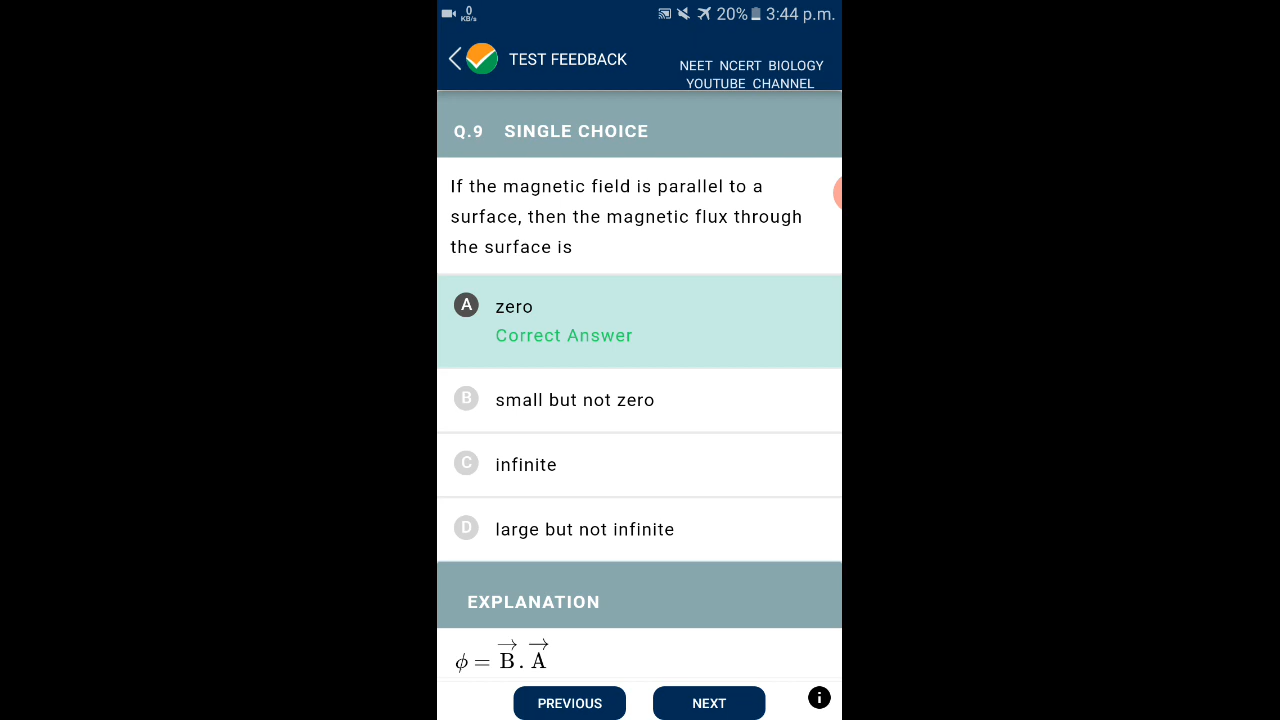 0
KB/s
20% 3:44 p.m.
TEST FEEDBACK
NEET NCERT BIOLOGY
YOUTUBE CHANNEL
Q.9 SINGLE CHOICE
If the magnetic field is parallel to a
surface, then the magnetic flux through
the surface is
A zero
Correct Answer
B small but not zero
C infinite
D large but not infinite
EXPLANATION
ϕ = B⃗ . A⃗
PREVIOUS NEXT i